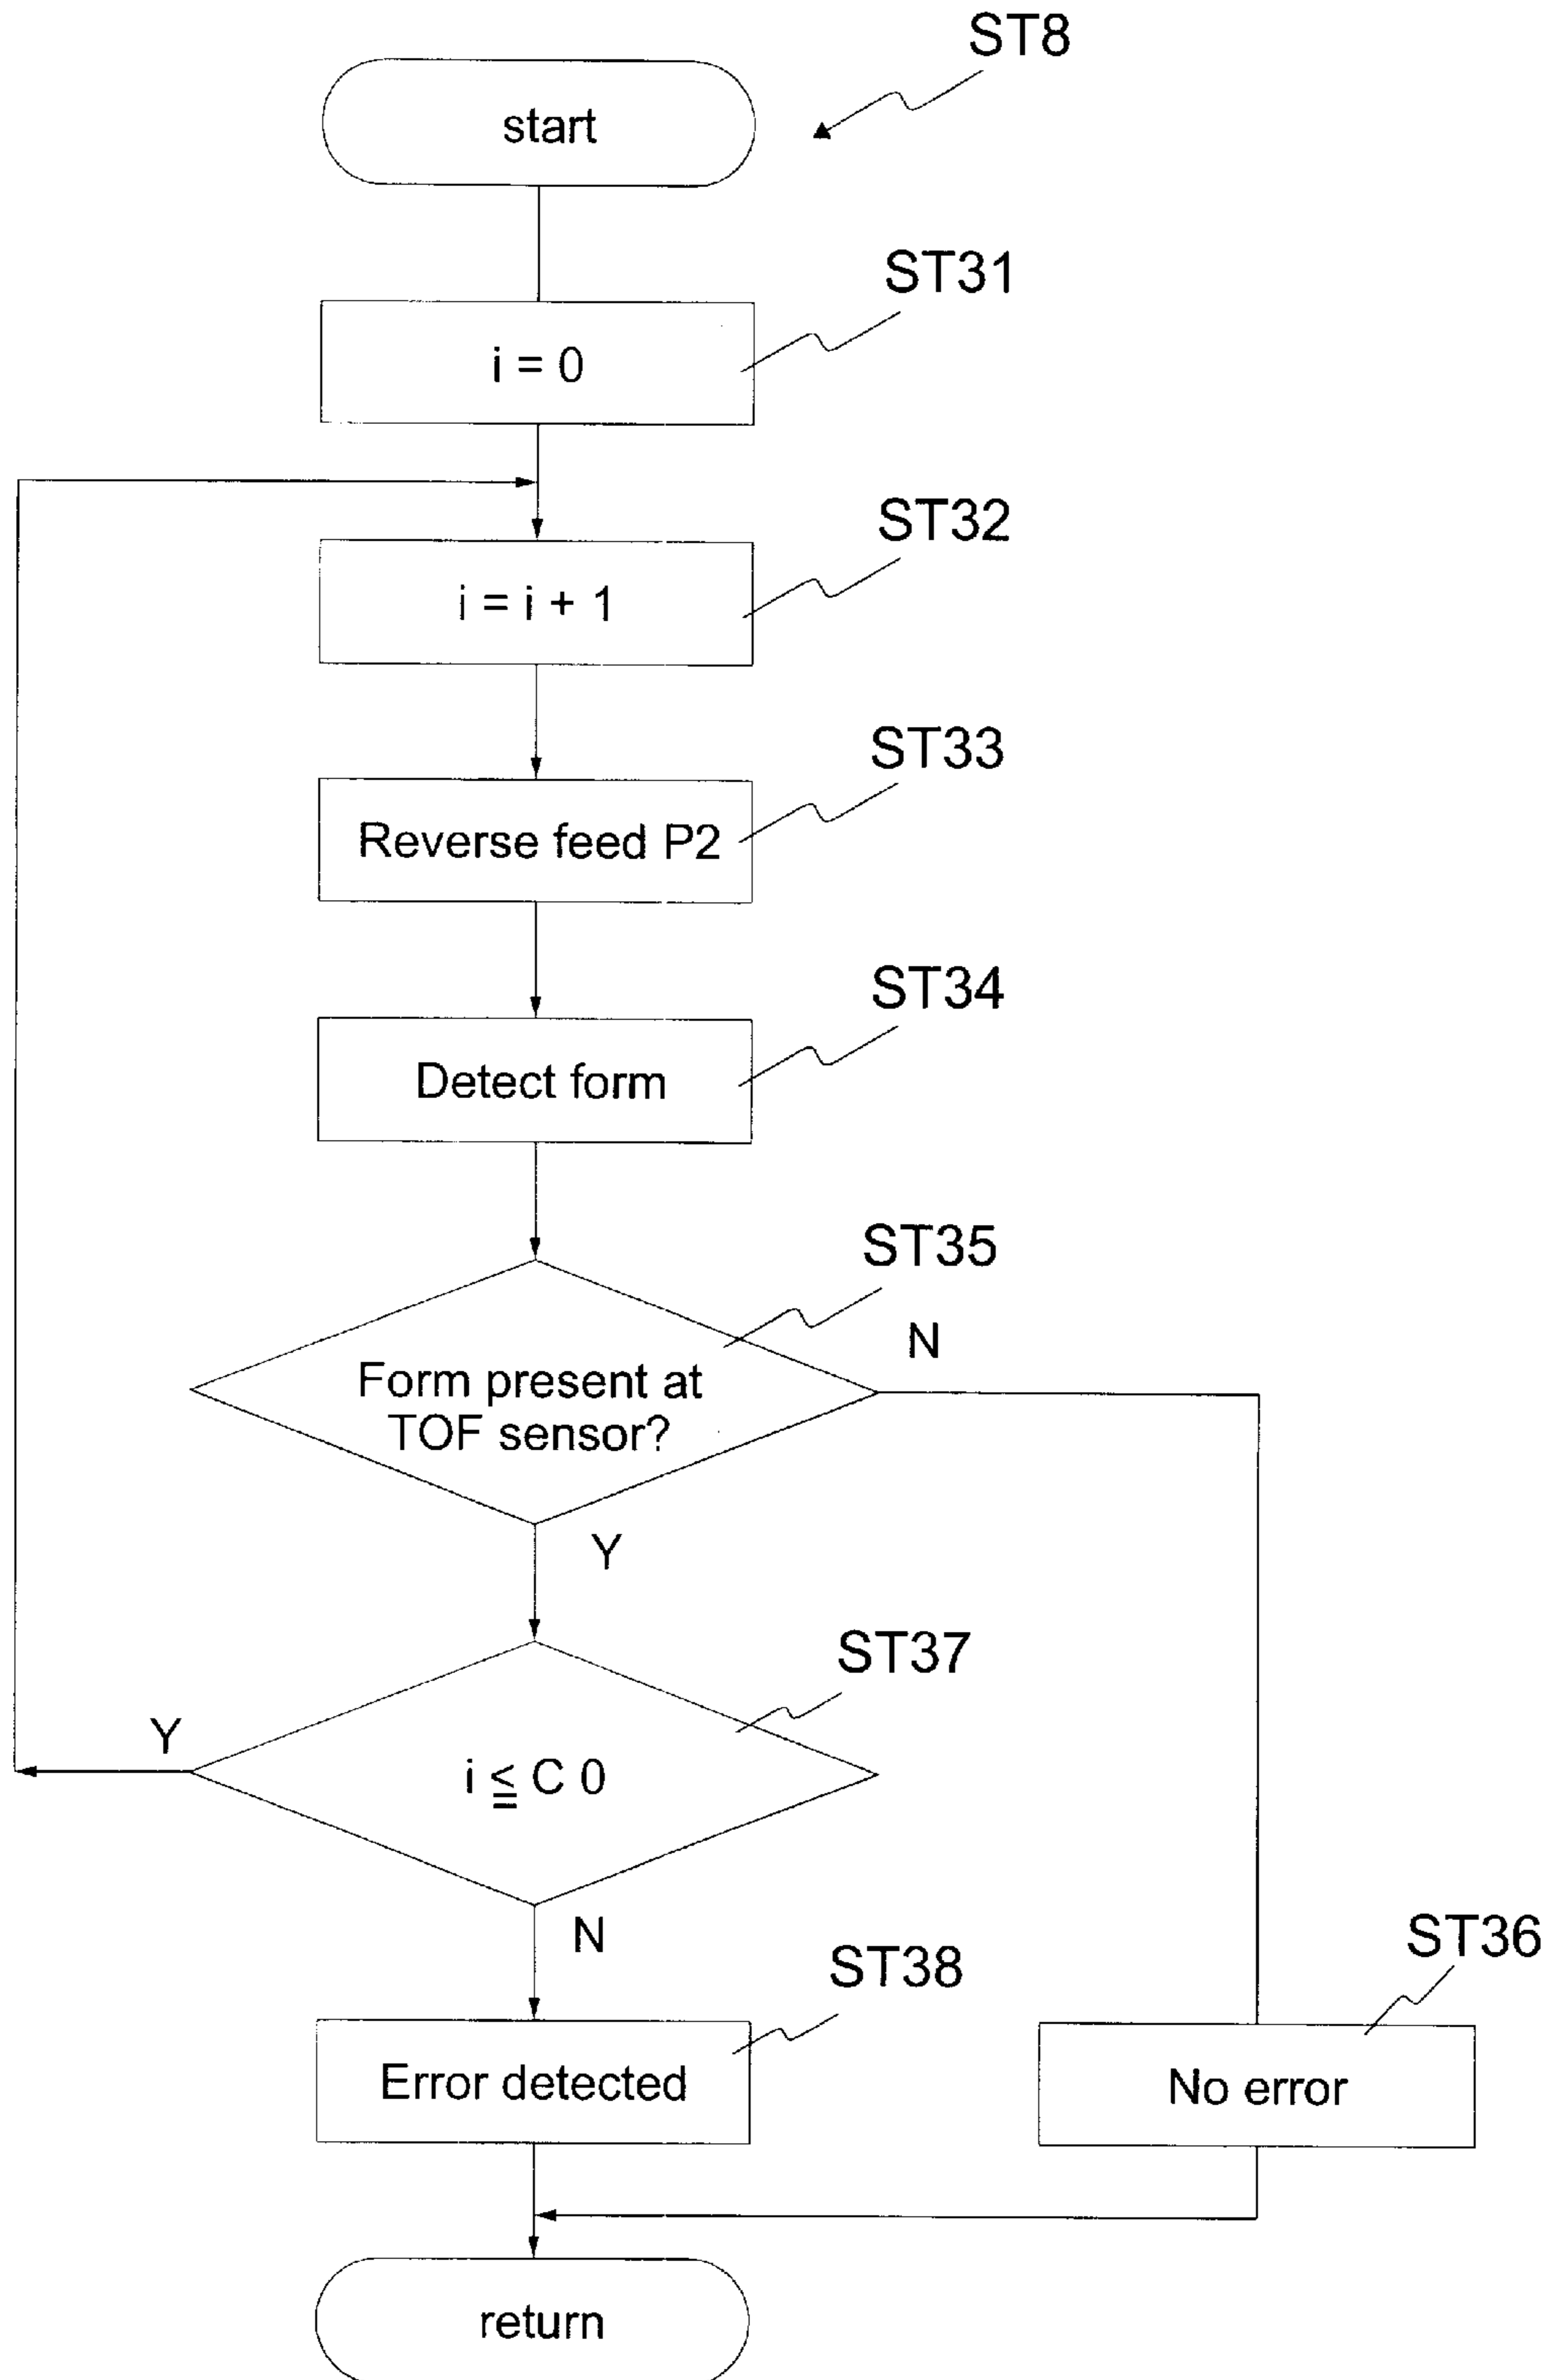 ST8
start
ST31
i = 0
ST32
i = i + 1
ST33
Reverse feed P2
ST34
Detect form
ST35
N
Form present at
TOF sensor?
Y
ST37
Y
i ≦ C 0
N
ST38
ST36
Error detected
No error
return